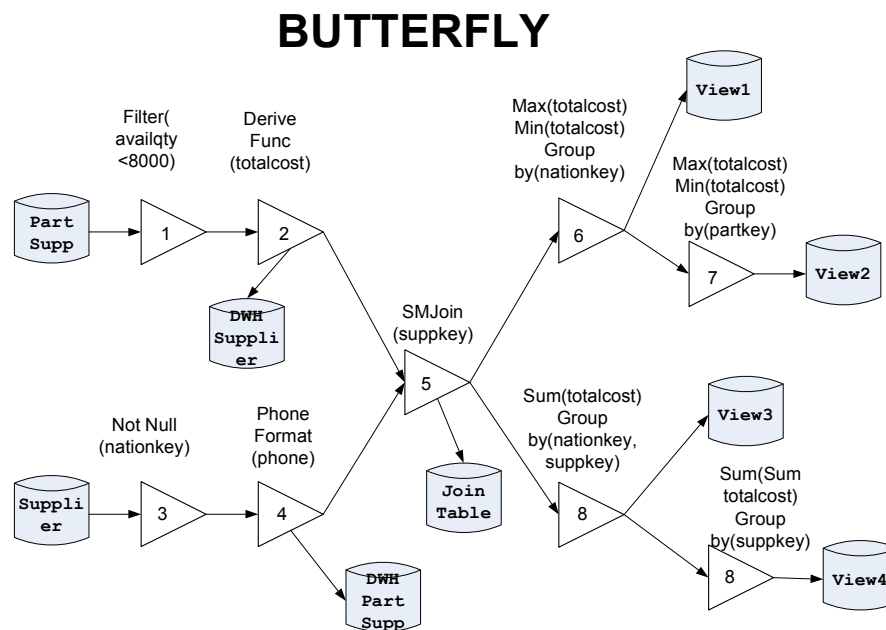 BUTTERFLY
Filter(
availqty
<8000)
Derive
Func
(totalcost)
Max(totalcost)
Min(totalcost)
Group
by(nationkey)
View1
Max(totalcost)
Min(totalcost)
Group
by(partkey)
Part
Supp
1
2
6
7
View2
DWH
Suppli
er
SMJoin
(suppkey)
5
Not Null
(nationkey)
Phone
Format
(phone)
Sum(totalcost)
Group
by(nationkey,
suppkey)
View3
Suppli
er
3
4
Join
Table
8
Sum(Sum
totalcost)
Group
by(suppkey)
DWH
Part
Supp
8
View4